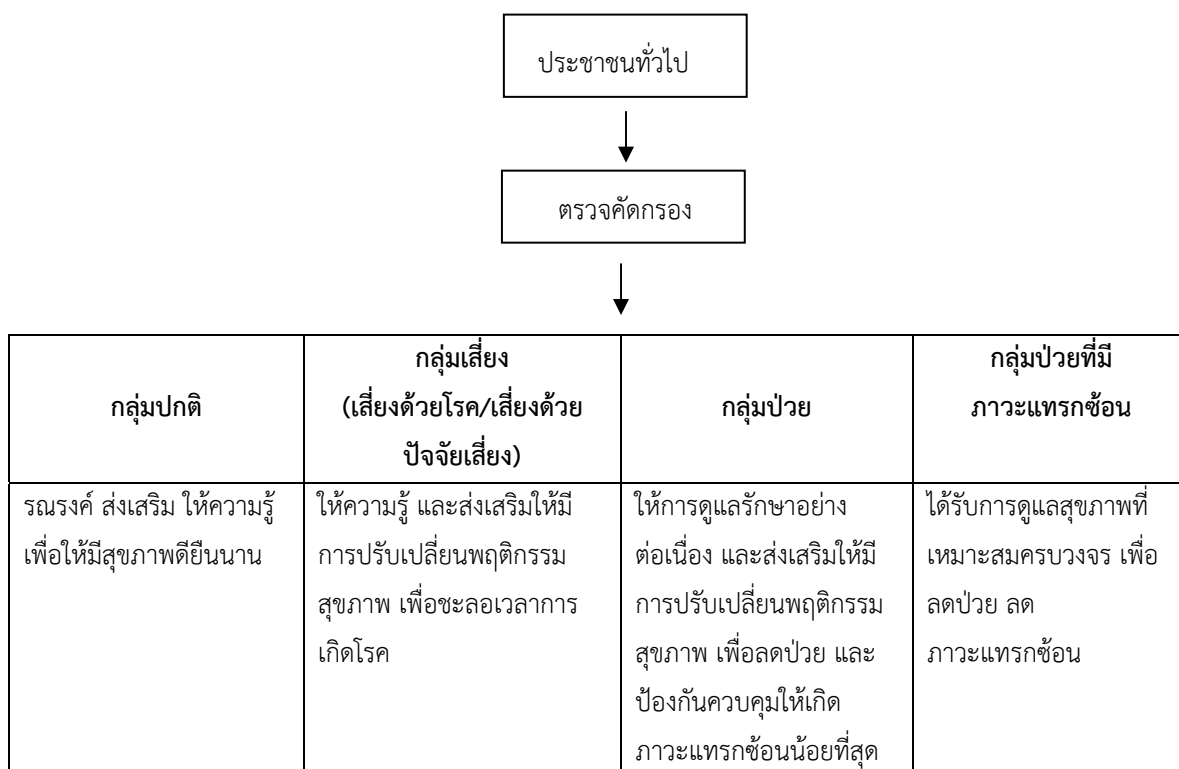 ประชาชนทั่วไป
ตรวจคัดกรอง
กลุ่มปกติ
กลุ่มเสี่ยง
(เสี่ยงด้วยโรค/เสี่ยงด้วย
ปัจจัยเสี่ยง)
กลุ่มป่วย
กลุ่มป่วยที่มี
ภาวะแทรกซ้อน
รณรงค์ ส่งเสริม ให้ความรู้
เพื่อให้มีสุขภาพดียืนนาน
ให้ความรู้ และส่งเสริมให้มี
การปรับเปลี่ยนพฤติกรรม
สุขภาพ เพื่อชะลอเวลาการ
เกิดโรค
ให้การดูแลรักษาอย่าง
ต่อเนื่อง และส่งเสริมให้มี
การปรับเปลี่ยนพฤติกรรม
สุขภาพ เพื่อลดป่วย และ
ป้องกันควบคุมให้เกิด
ภาวะแทรกซ้อนน้อยที่สุด
ได้รับการดูแลสุขภาพที่
เหมาะสมครบวงจร เพื่อ
ลดป่วย ลด
ภาวะแทรกซ้อน